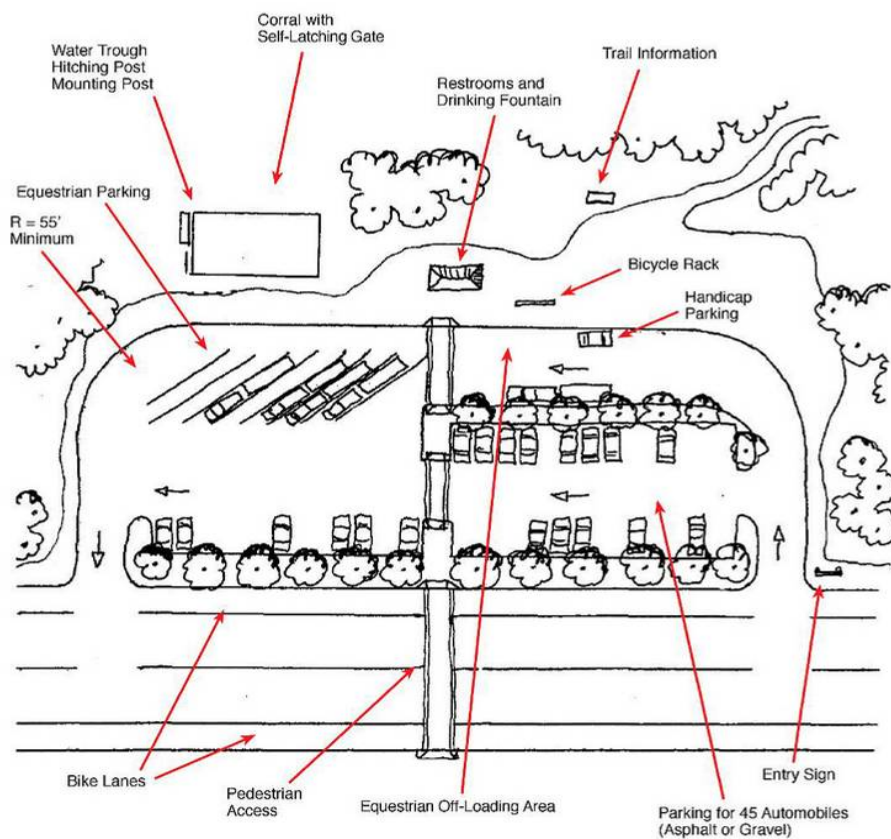 Corral with
Self-Latching Gate
Water Trough
Hitching Post
Mounting Post
Trail Information
Restrooms and
Drinking Fountain
Equestrian Parking
R = 55'
Minimum
Bicycle Rack
Handicap
Parking
Bike Lanes
Pedestrian
Access
Equestrian Off-Loading Area
Entry Sign
Parking for 45 Automobiles
(Asphalt or Gravel)